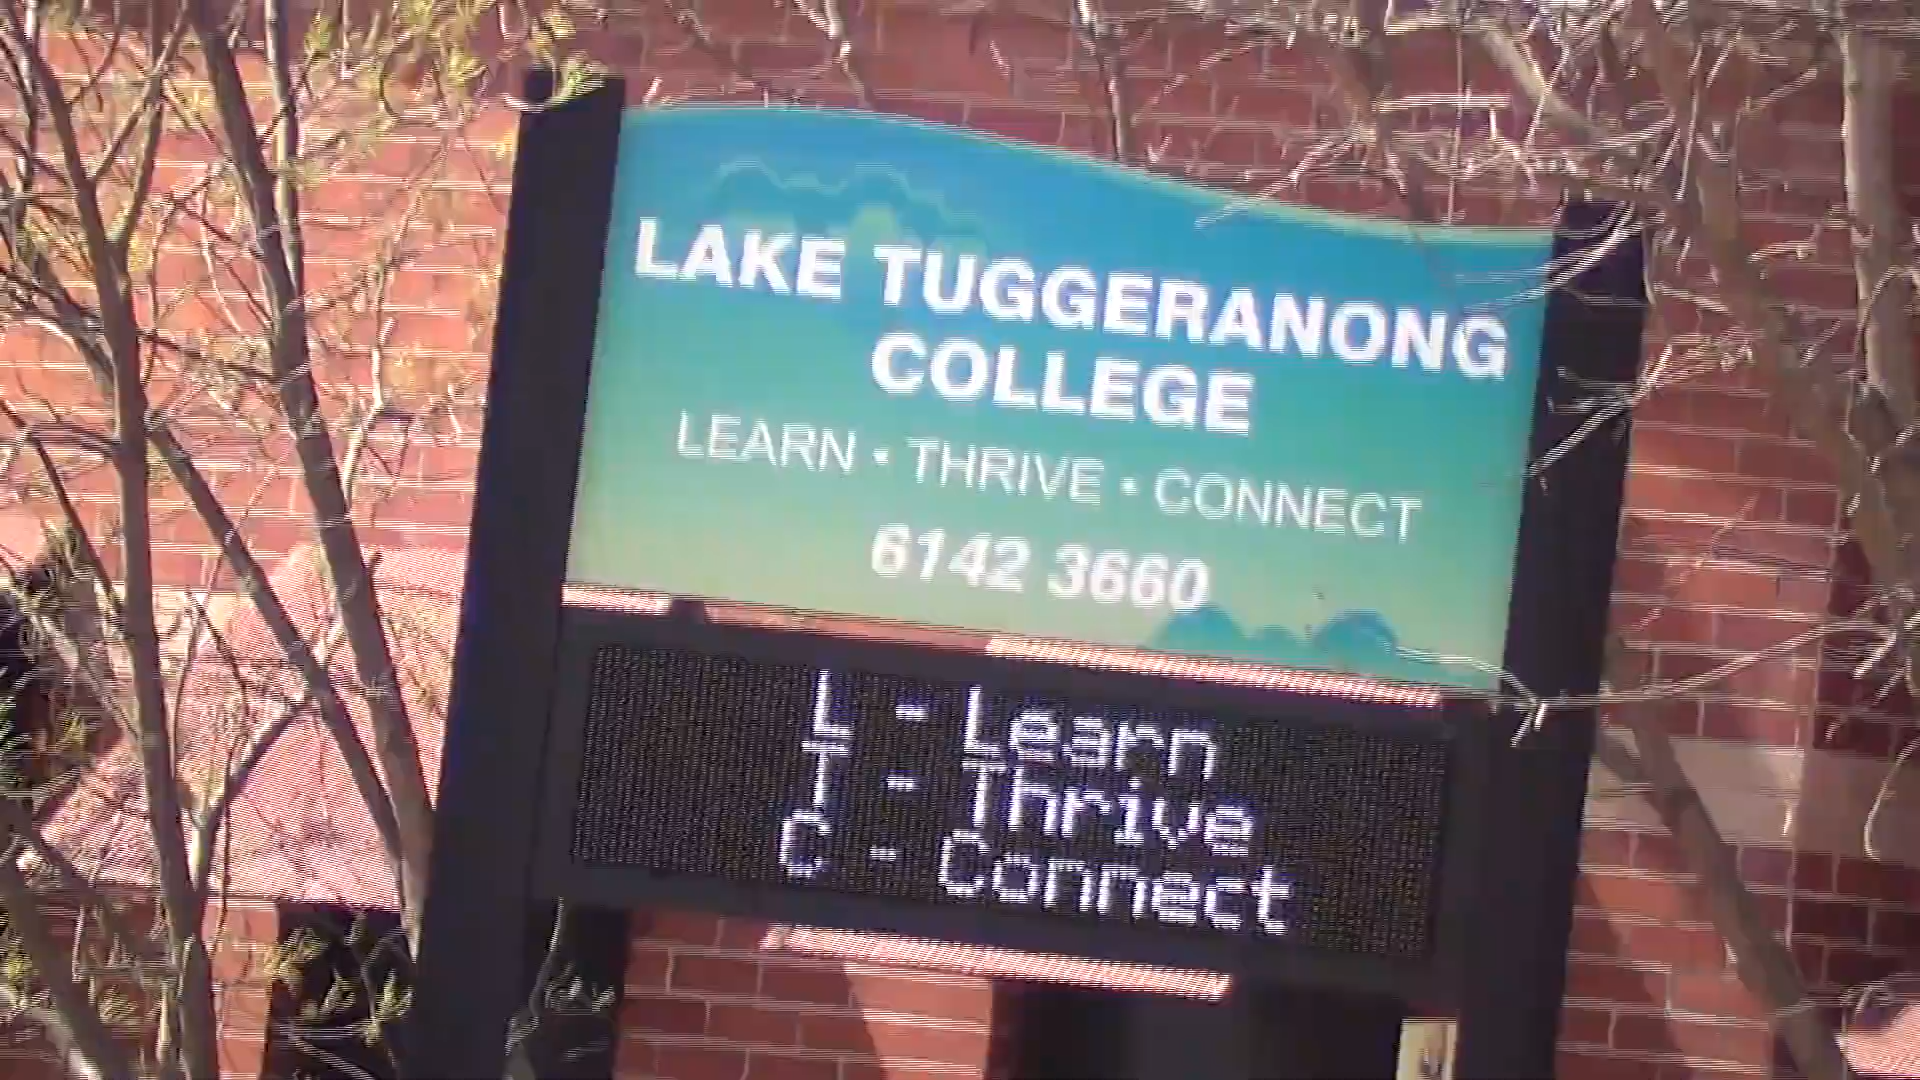 LAKE TUGGERANONG
COLLEGE
LEARN • THRIVE • CONNECT
6142 3660
L - Learn
T - Thrive
C - Connect